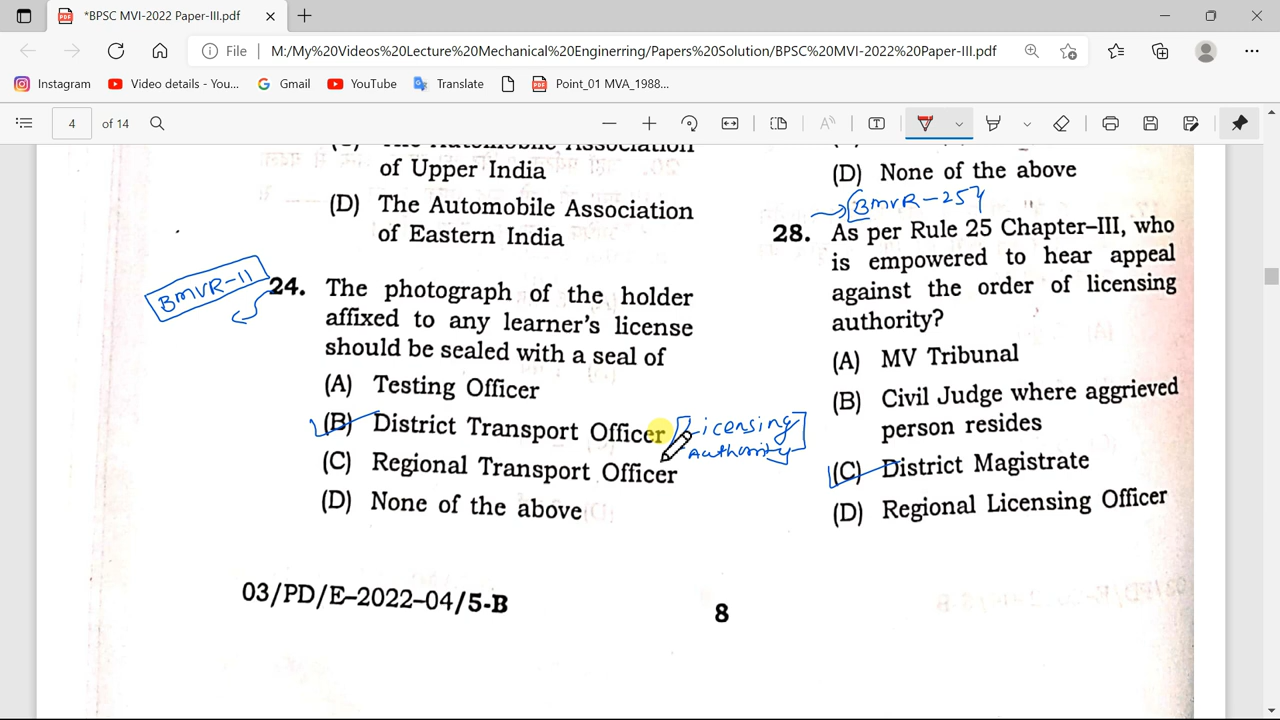 *BPSC MVI-2022 Paper-III.pdf
File
M:/My%20Videos%20Lecture%20Mechanical%20Enginerring/Papers%20Solution/BPSC%20MVI-2022%20Paper-III.pdf
Instagram
Video details - You...
Gmail
YouTube
Translate
Point_01 MVA_1988...
4 of 14
The Automobile Association
of Upper India
(D) The Automobile Association
of Eastern India
BMVR-11
24. The photograph of the holder
affixed to any learner's license
should be sealed with a seal of
(A) Testing Officer
(B) District Transport Officer
Licensing
Authority
(C) Regional Transport Officer
(D) None of the above
03/PD/E–2022–04/5-B
8
(D) None of the above
28. As per Rule 25 Chapter–III, who
is empowered to hear appeal
against the order of licensing
authority?
(A) MV Tribunal
(B) Civil Judge where aggrieved
person resides
(C) District Magistrate
(D) Regional Licensing Officer